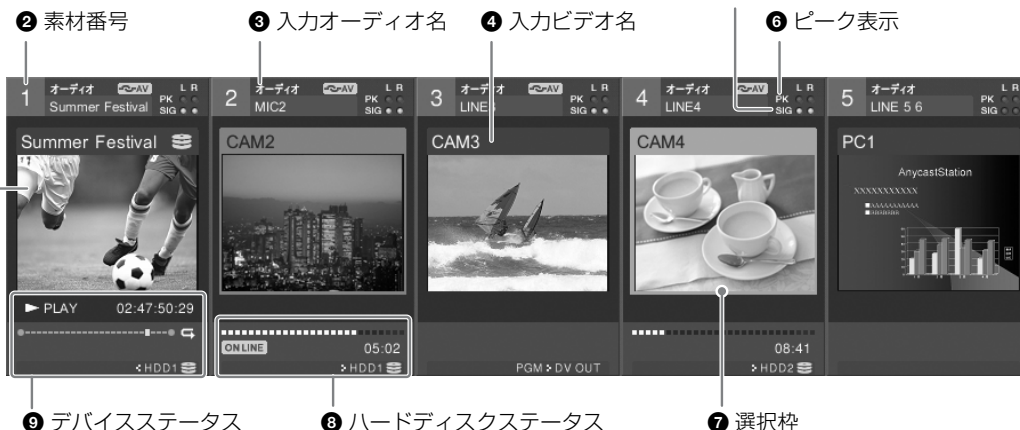 ❷ 素材番号
❸ 入力オーディオ名
❹ 入力ビデオ名
❻ ピーク表示
1
オーディオ
AV
L R
Summer Festival
PK
SIG
2
オーディオ
AV
L R
MIC2
PK
SIG
3
オーディオ
AV
L R
LINE3
PK
SIG
4
オーディオ
AV
L R
LINE4
PK
SIG
5
オーディオ
L R
LINE 5 6
PK
SIG
Summer Festival
CAM2
CAM3
CAM4
PC1
AnycastStation
XXXXXXXXXXX
PLAY 02:47:50:29
HDD1
ONLINE 05:02
HDD1
PGM DV OUT
08:41
HDD2
❾ デバイスステータス
❽ ハードディスクステータス
❼ 選択枠